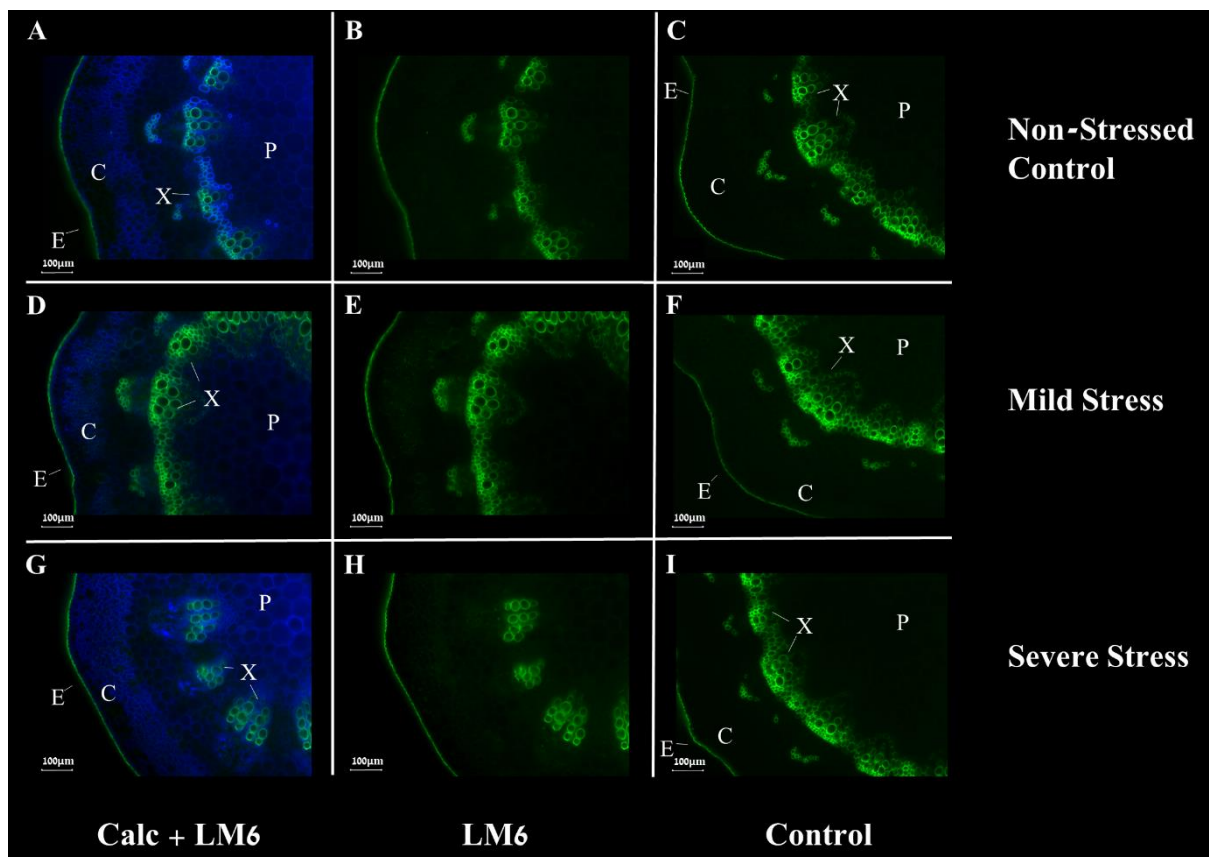 A
E
C
X
P
100µm
B
100µm
C
E
C
X
P
100µm
Non-Stressed
Control
D
E
C
X
P
100µm
E
100µm
F
E
C
X
P
100µm
Mild Stress
G
E
C
X
P
100µm
H
100µm
I
E
C
X
P
100µm
Severe Stress
Calc + LM6
LM6
Control